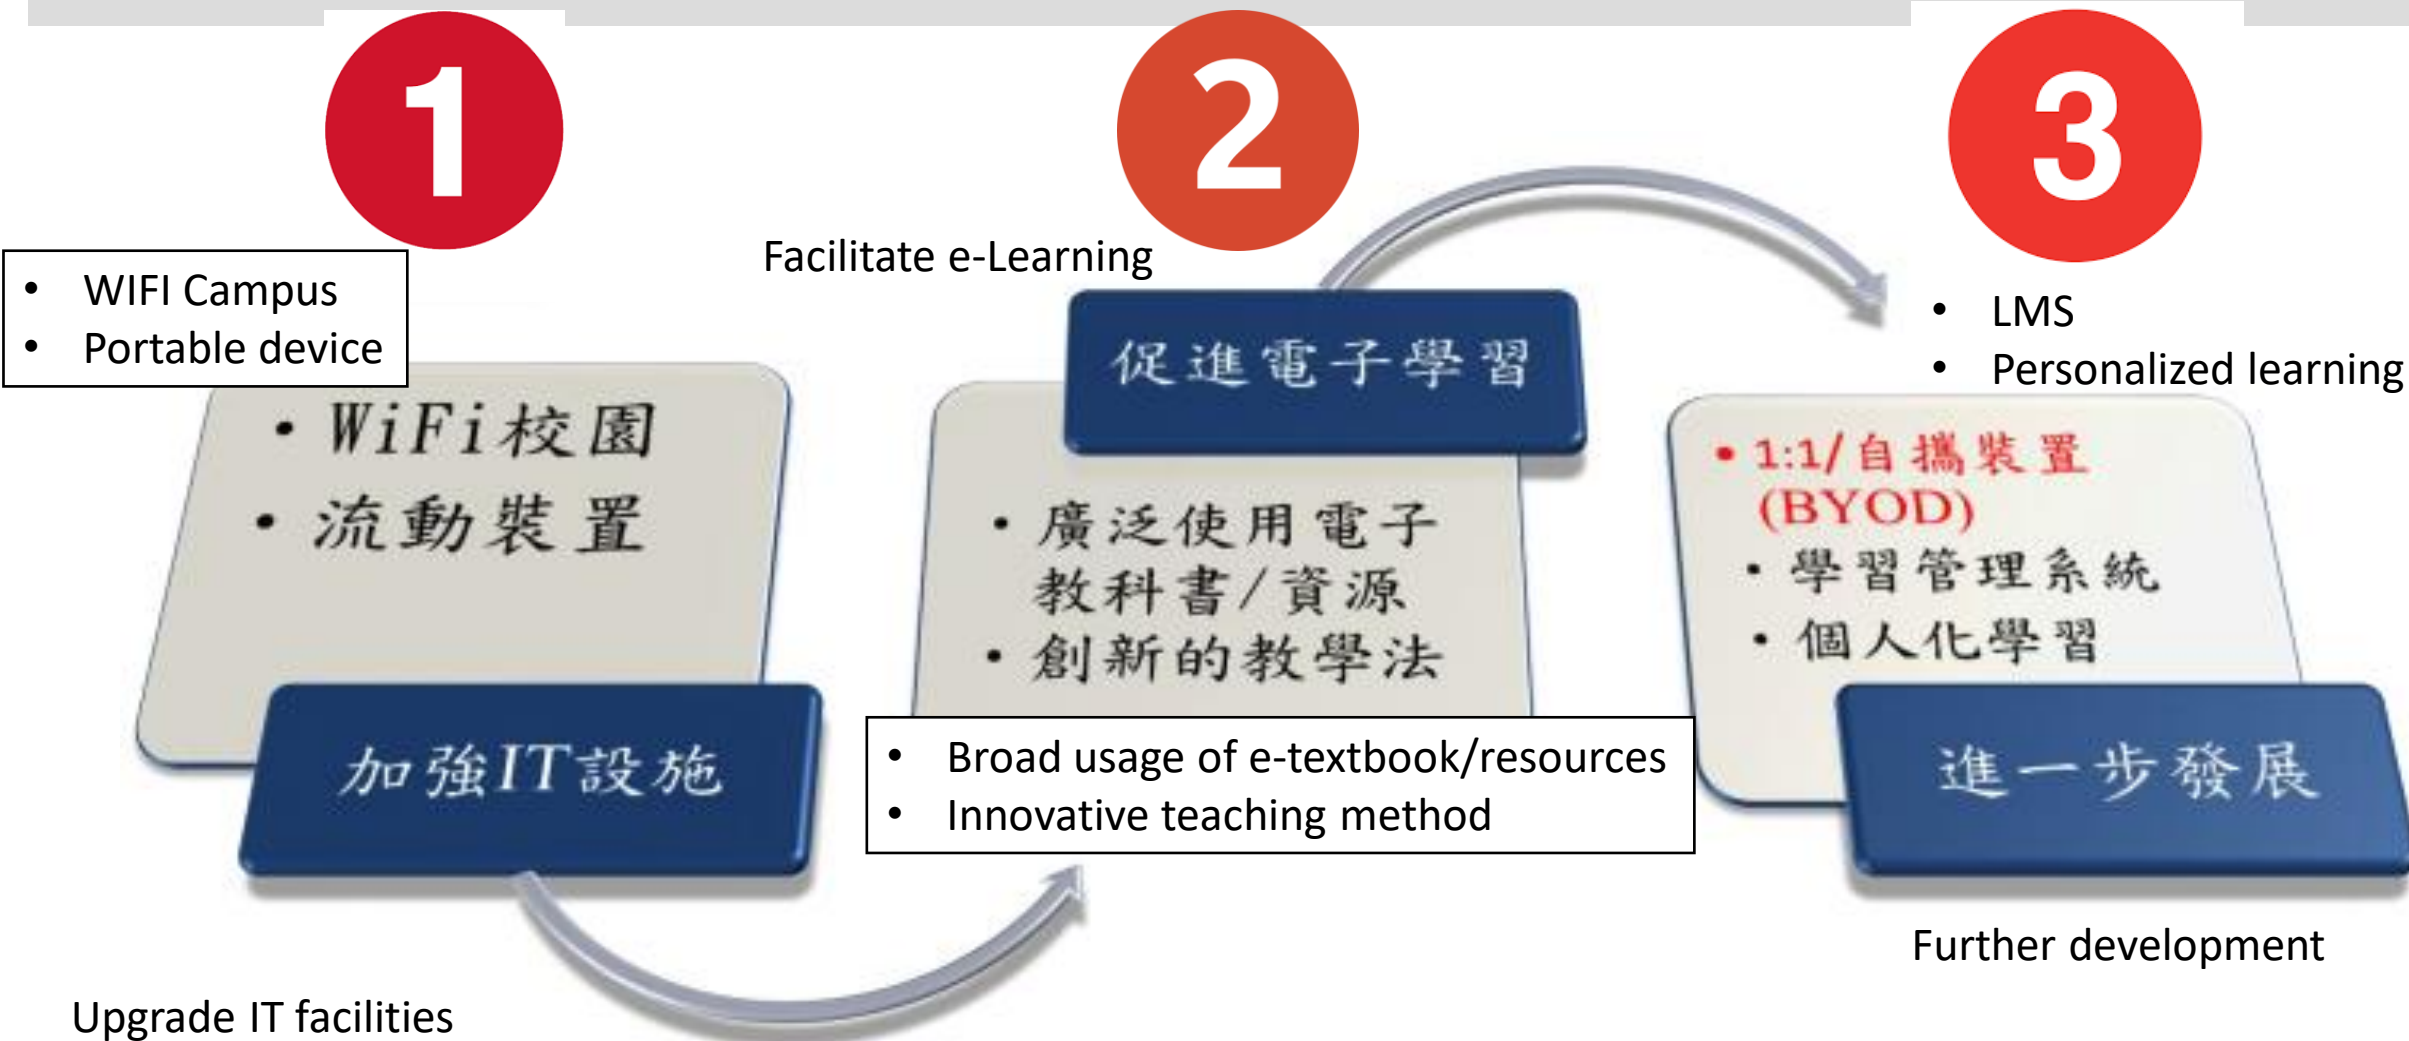 1
2
3
• WIFI Campus
• Portable device
• WiFi校園
• 流動裝置
加強IT設施
Upgrade IT facilities
Facilitate e-Learning
促進電子學習
• 廣泛使用電子
教科書/資源
• 創新的教學法
• Broad usage of e-textbook/resources
• Innovative teaching method
• LMS
• Personalized learning
• 1:1/自攜裝置
(BYOD)
• 學習管理系統
• 個人化學習
進一步發展
Further development